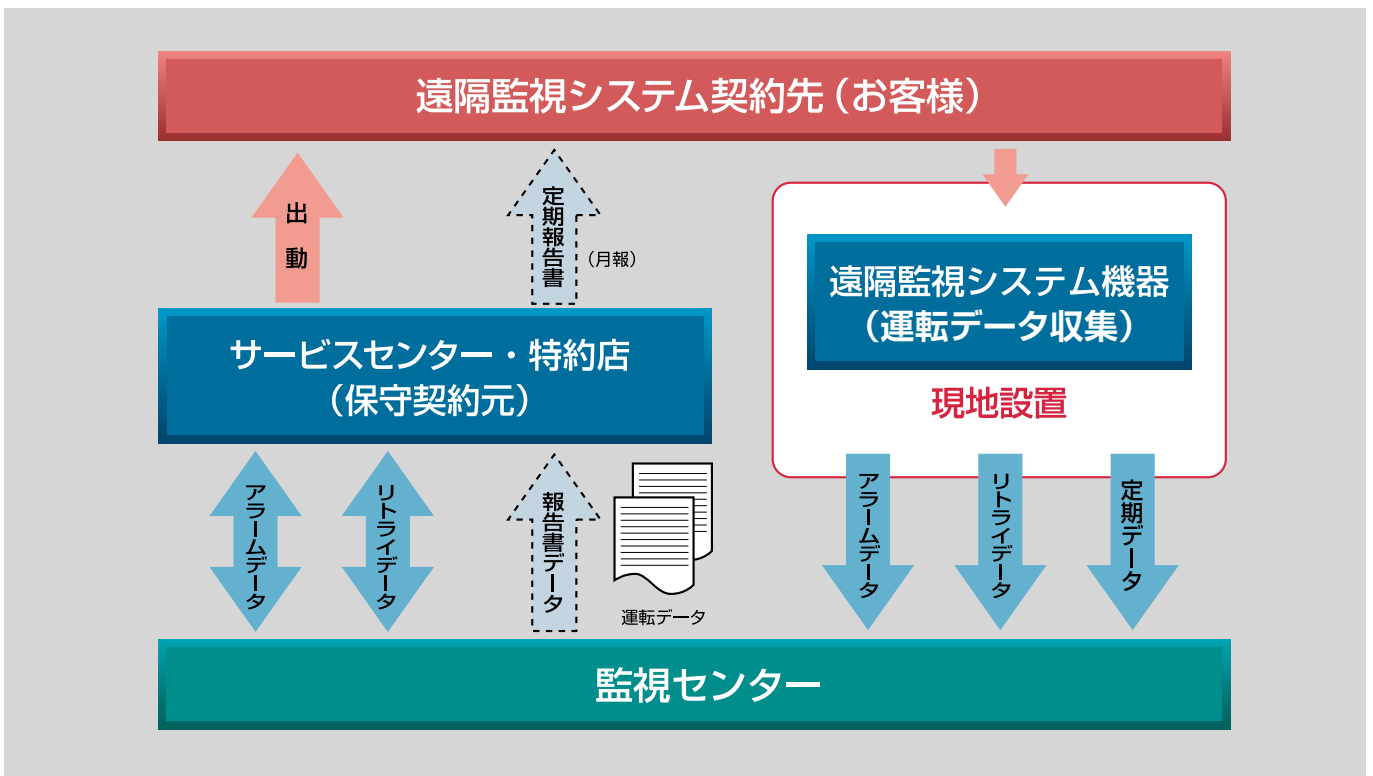 遠隔監視システム契約先（お客様）
出動
定期報告書
（月報）
遠隔監視システム機器
（運転データ収集）
現地設置
サービスセンター・特約店
（保守契約元）
アラームデータ
リトライデータ
報告書データ
運転データ
アラームデータ
リトライデータ
定期データ
監視センター